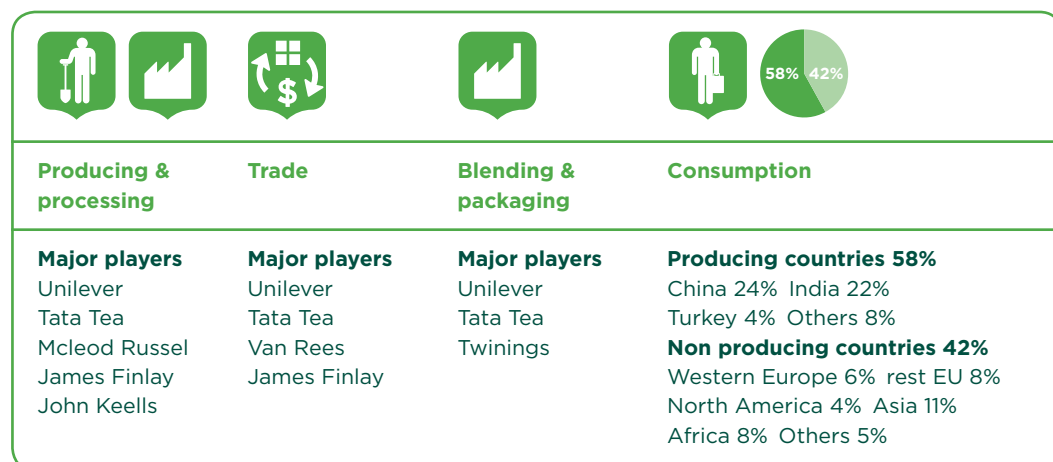 58% 42%
$
Producing &
processing
Trade
Blending &
packaging
Consumption
Major players
Unilever
Tata Tea
Mcleod Russel
James Finlay
John Keells
Major players
Unilever
Tata Tea
Van Rees
James Finlay
Major players
Unilever
Tata Tea
Twinings
Producing countries 58%
China 24% India 22%
Turkey 4% Others 8%
Non producing countries 42%
Western Europe 6% rest EU 8%
North America 4% Asia 11%
Africa 8% Others 5%